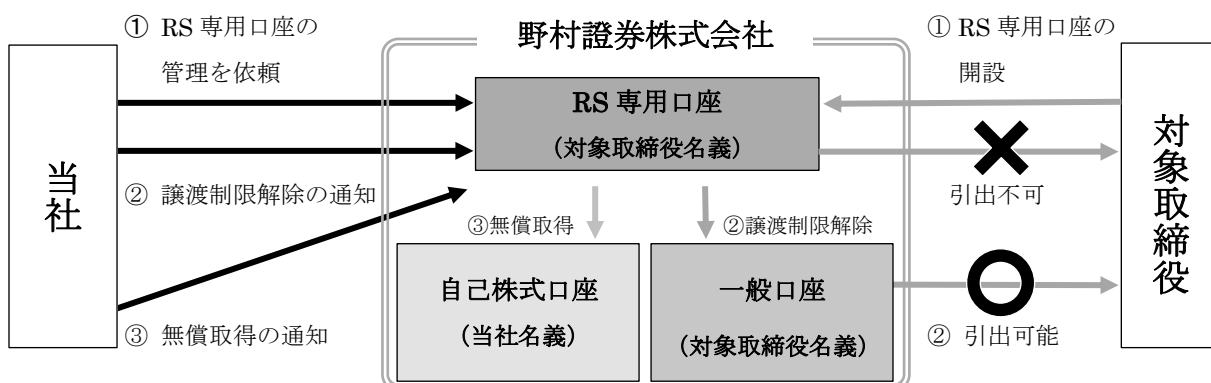 ① RS 専用口座の
管理を依頼
② 譲渡制限解除の通知
③ 無償取得の通知
当社
野村證券株式会社
RS 専用口座
(対象取締役名義)
③無償取得
②譲渡制限解除
自己株式口座
(当社名義)
一般口座
(対象取締役名義)
① RS 専用口座の
開設
引出不可
② 引出可能
対象取締役